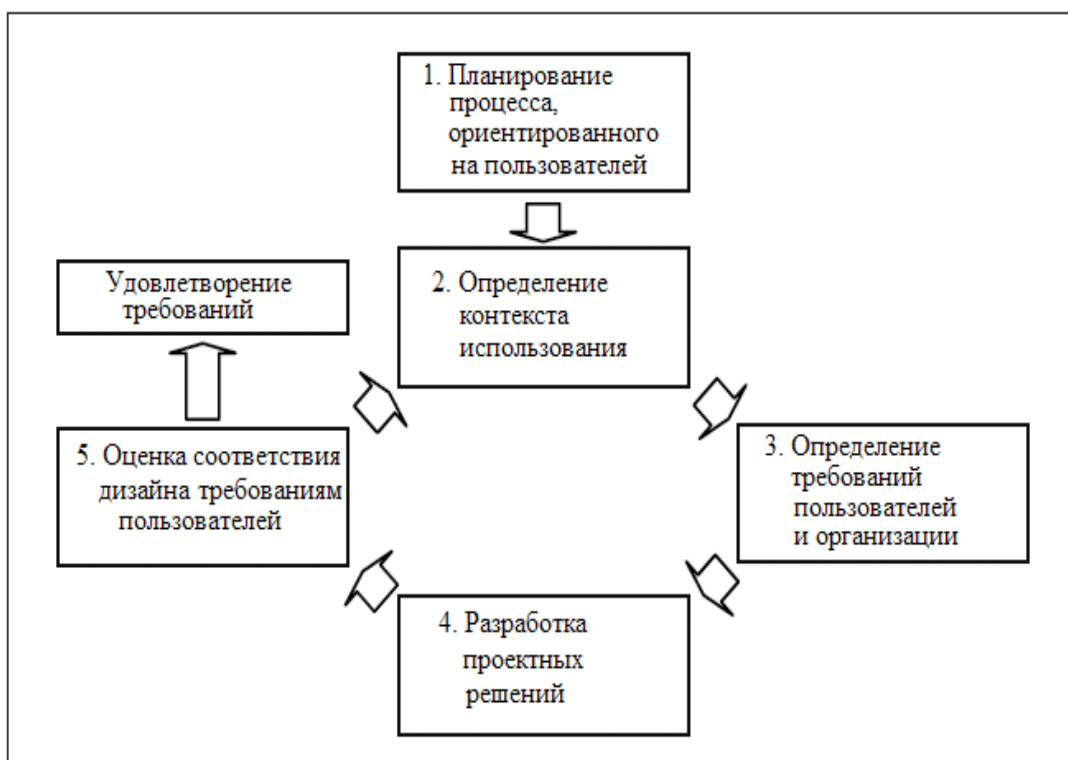 1. Планирование
процесса,
ориентированного
на пользователей
Удовлетворение
требований
2. Определение
контекста
использования
5. Оценка соответствия
дизайна требованиям
пользователей
3. Определение
требований
пользователей
и организации
4. Разработка
проектных
решений